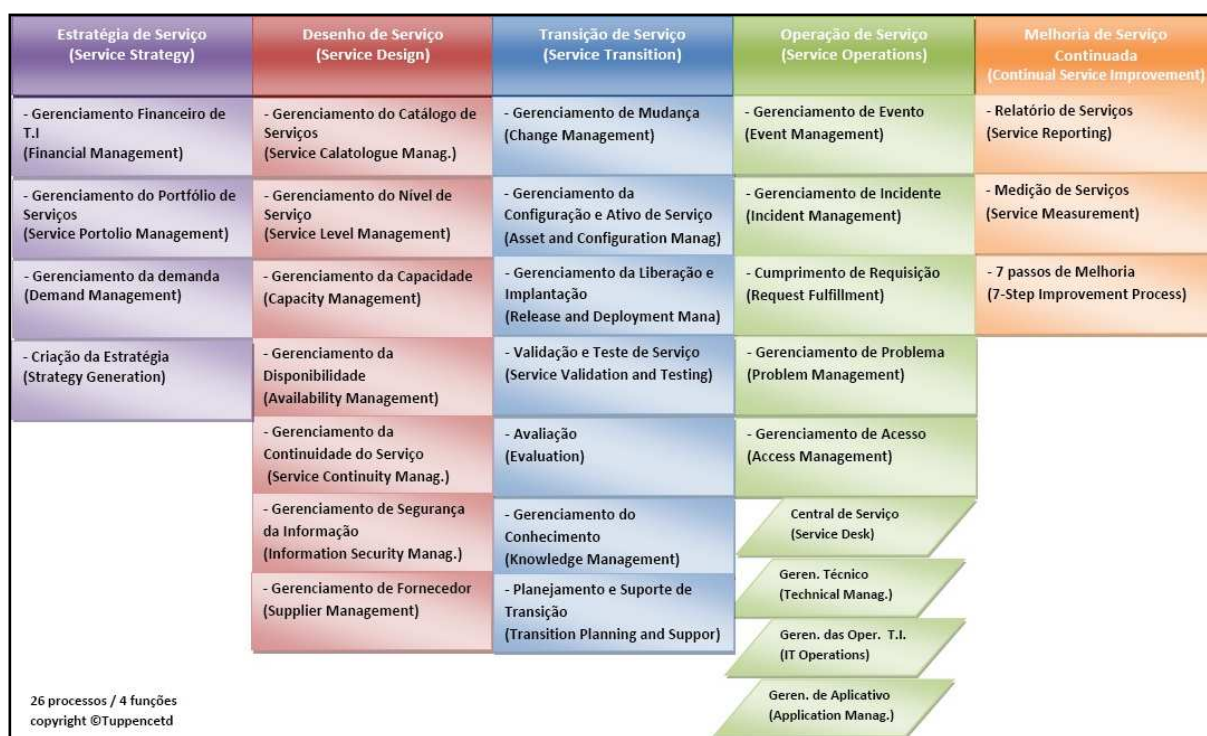 Estratégia de Serviço
(Service Strategy)
- Gerenciamento Financeiro de
T.I
(Financial Management)
- Gerenciamento do Portfólio de
Serviços
(Service Portolio Management)
- Gerenciamento da demanda
(Demand Management)
- Criação da Estratégia
(Strategy Generation)
Desenho de Serviço
(Service Design)
- Gerenciamento do Catálogo de
Serviços
(Service Calatologue Manag.)
- Gerenciamento do Nível de
Serviço
(Service Level Management)
- Gerenciamento da Capacidade
(Capacity Management)
- Gerenciamento da
Disponibilidade
(Availability Management)
- Gerenciamento da
Continuidade do Serviço
(Service Continuity Manag.)
- Gerenciamento de Segurança
da Informação
(Information Security Manag.)
- Gerenciamento de Fornecedor
(Supplier Management)
Transição de Serviço
(Service Transition)
- Gerenciamento de Mudança
(Change Management)
- Gerenciamento da
Configuração e Ativo de Serviço
(Asset and Configuration Manag)
- Gerenciamento da Liberação e
Implantação
(Release and Deployment Mana)
- Validação e Teste de Serviço
(Service Validation and Testing)
- Avaliação
(Evaluation)
- Gerenciamento do
Conhecimento
(Knowledge Management)
- Planejamento e Suporte de
Transição
(Transition Planning and Suppor)
Operação de Serviço
(Service Operations)
- Gerenciamento de Evento
(Event Management)
- Gerenciamento de Incidente
(Incident Management)
- Cumprimento de Requisição
(Request Fulfillment)
- Gerenciamento de Problema
(Problem Management)
- Gerenciamento de Acesso
(Access Management)
Central de Serviço
(Service Desk)
Geren. Técnico
(Technical Manag.)
Geren. das Oper. T.I.
(IT Operations)
Geren. de Aplicativo
(Application Manag.)
Melhoria de Serviço
Continuada
(Continual Service Improvement)
- Relatório de Serviços
(Service Reporting)
- Medição de Serviços
(Service Measurement)
- 7 passos de Melhoria
(7-Step Improvement Process)
26 processos / 4 funções
copyright ©Tuppencetd